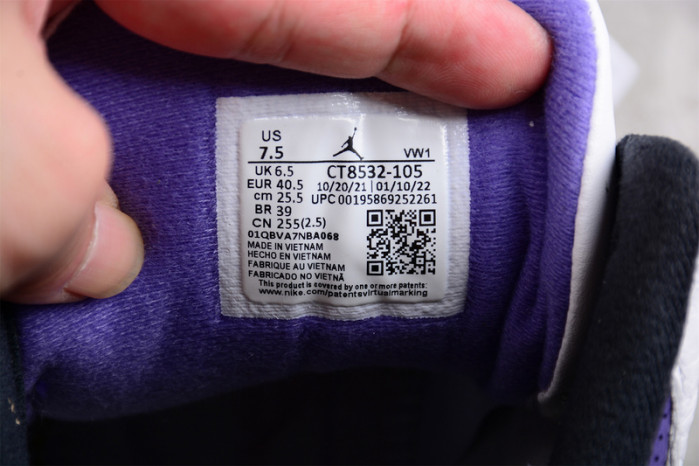 US
7.5 VW1
UK 6.5 CT8532-105
EUR 40.5 10/20/21 | 01/10/22
cm 25.5 UPC 00195869252261
BR 39
CN 255(2.5)
01QBVA7NBA068
MADE IN VIETNAM
HECHO EN VIETNAM
FABRIQUE AU VIETNAM
FABRICADO NO VIETNÃ
This product is covered by one or more patents:
www.nike.com/patentsvirtualmarking